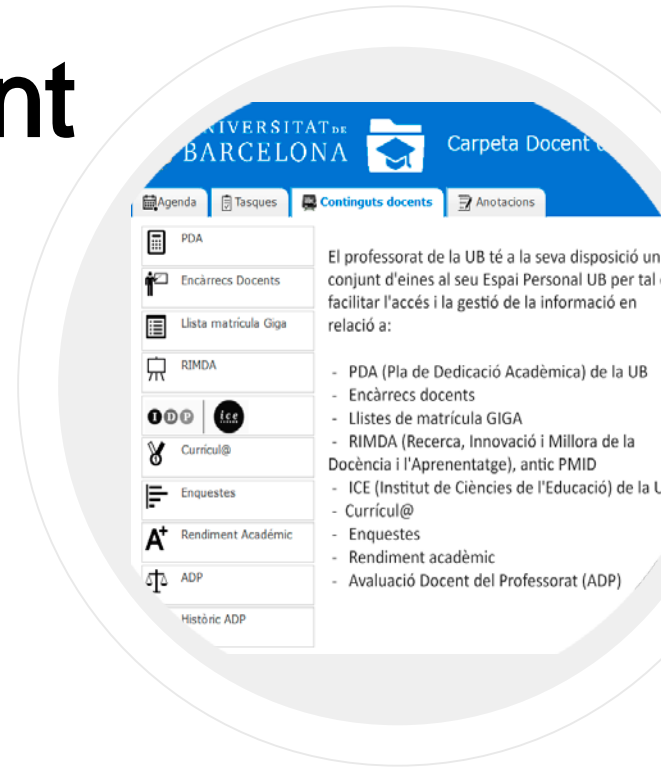 nt
UNIVERSITAT DE
BARCELONA
Carpeta Docent
Agenda
Tasques
Continguts docents
Anotacions
PDA
Encàrrecs Docents
Llista matrícula Giga
RIMDA
IDP
ice
Currícul@
Enquestes
Rendiment Académic
ADP
Històric ADP
El professorat de la UB té a la seva disposició un
conjunt d'eines al seu Espai Personal UB per tal
facilitar l'accés i la gestió de la informació en
relació a:
- PDA (Pla de Dedicació Acadèmica) de la UB
- Encàrrecs docents
- Llistes de matrícula GIGA
- RIMDA (Recerca, Innovació i Millora de la
Docència i l'Aprenentatge), antic PMID
- ICE (Institut de Ciències de l'Educació) de la U
- Currícul@
- Enquestes
- Rendiment acadèmic
- Avaluació Docent del Professorat (ADP)